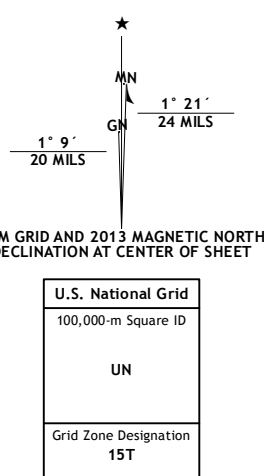 ★
MN
1° 21´
24 MILS
GN
1° 9´
20 MILS
M GRID AND 2013 MAGNETIC NORTH
DECLINATION AT CENTER OF SHEET
U.S. National Grid
100,000-m Square ID
UN
Grid Zone Designation
15T